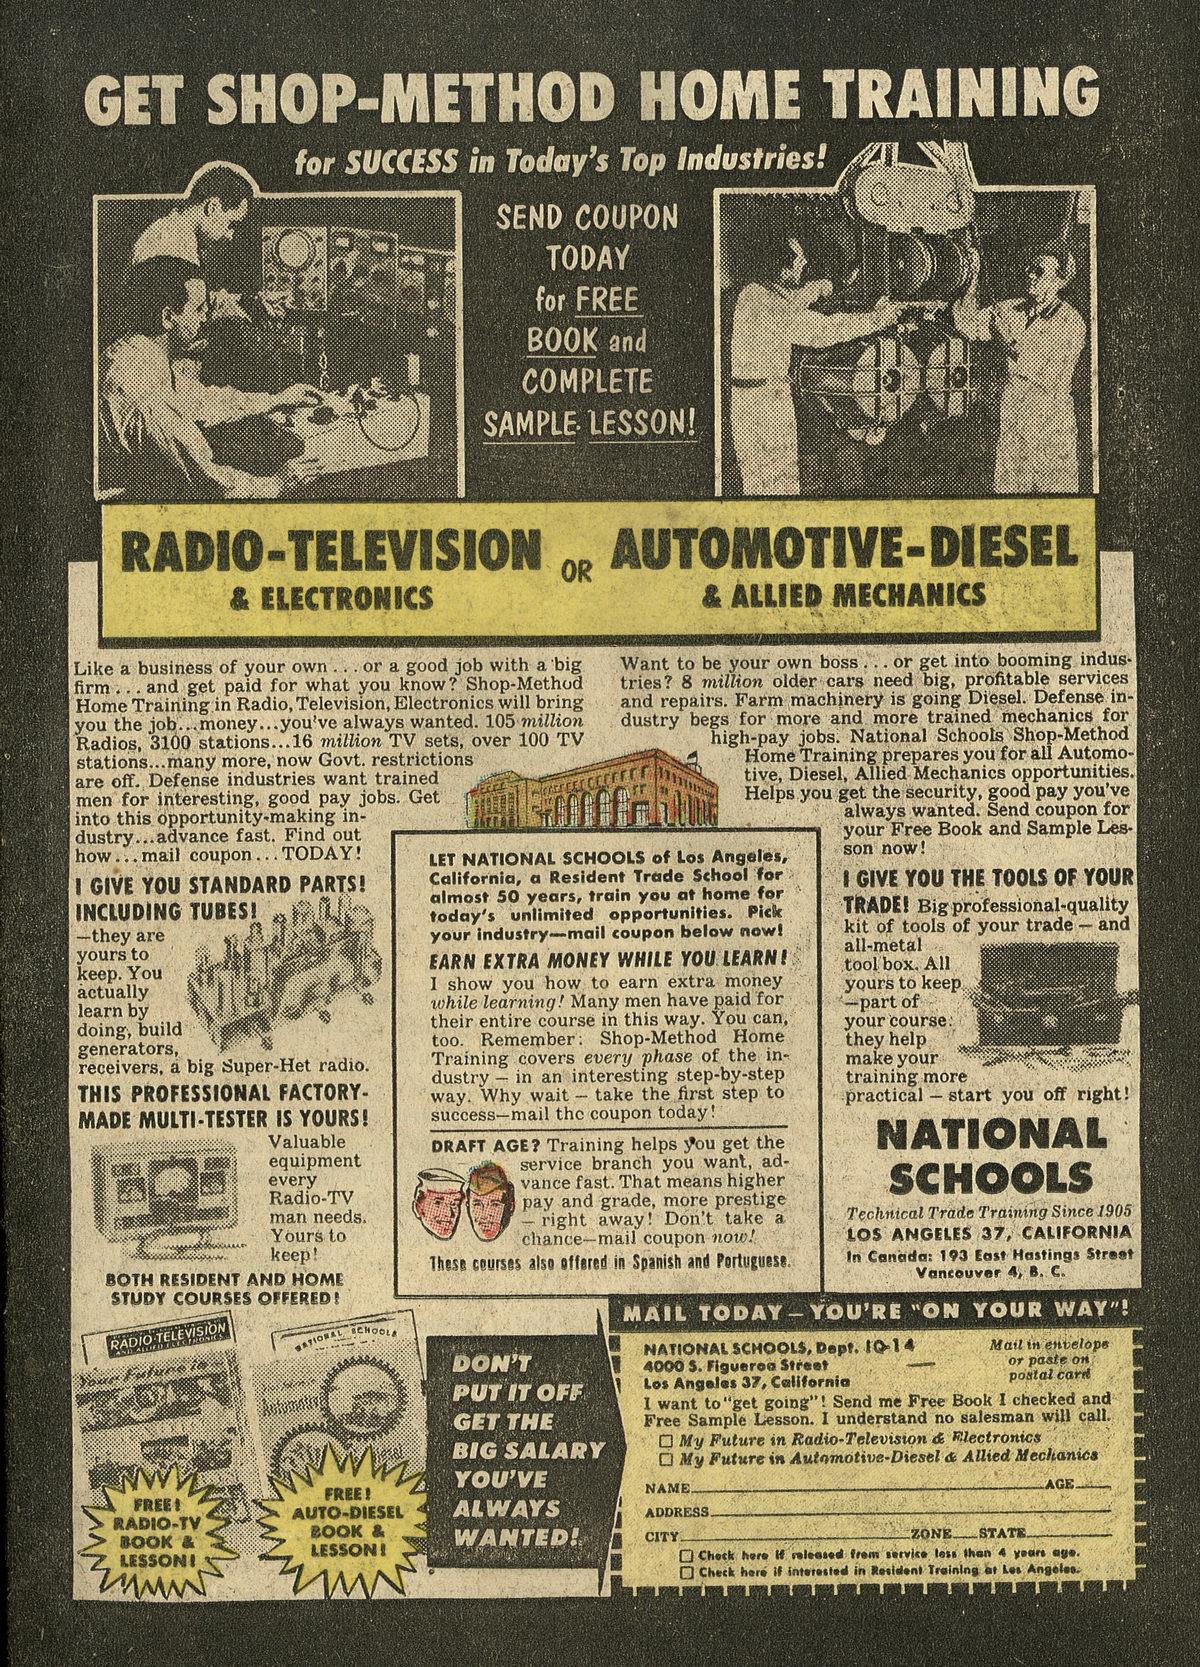 GET SHOP-METHOD HOME TRAINING
for SUCCESS in Today's Top Industries!
SEND COUPON
TODAY
for FREE
BOOK and
COMPLETE
SAMPLE LESSON!
RADIO-TELEVISION
& ELECTRONICS
OR
AUTOMOTIVE-DIESEL
& ALLIED MECHANICS
Like a business of your own . . . or a good job with a big
firm . . . and get paid for what you know? Shop-Method
Home Training in Radio, Television, Electronics will bring
you the job...money...you've always wanted. 105 million
Radios, 3100 stations...16 million TV sets, over 100 TV
stations...many more, now Govt. restrictions
are off. Defense industries want trained
men for interesting, good pay jobs. Get
into this opportunity-making in-
dustry...advance fast. Find out
how...mail coupon...TODAY!
I GIVE YOU STANDARD PARTS!
INCLUDING TUBES!
—they are
yours to
keep. You
actually
learn by
doing, build
generators,
receivers, a big Super-Het radio.
THIS PROFESSIONAL FACTORY-
MADE MULTI-TESTER IS YOURS!
Valuable
equipment
every
Radio-TV
man needs.
Yours to
keep!
BOTH RESIDENT AND HOME
STUDY COURSES OFFERED!
LET NATIONAL SCHOOLS of Los Angeles,
California, a Resident Trade School for
almost 50 years, train you at home for
today's unlimited opportunities. Pick
your industry—mail coupon below now!
EARN EXTRA MONEY WHILE YOU LEARN!
I show you how to earn extra money
while learning! Many men have paid for
their entire course in this way. You can,
too. Remember: Shop-Method Home
Training covers every phase of the in-
dustry – in an interesting step-by-step
way. Why wait – take the first step to
success—mail the coupon today!
DRAFT AGE? Training helps you get the
service branch you want, ad-
vance fast. That means higher
pay and grade, more prestige
– right away! Don't take a
chance—mail coupon now!
These courses also offered in Spanish and Portuguese.
Want to be your own boss . . . or get into booming indus-
tries? 8 million older cars need big, profitable services
and repairs. Farm machinery is going Diesel. Defense in-
dustry begs for more and more trained mechanics for
high-pay jobs. National Schools Shop-Method
Home Training prepares you for all Automo-
tive, Diesel, Allied Mechanics opportunities.
Helps you get the security, good pay you've
always wanted. Send coupon for
your Free Book and Sample Les-
son now!
I GIVE YOU THE TOOLS OF YOUR
TRADE! Big professional-quality
kit of tools of your trade – and
all-metal
tool box. All
yours to keep
—part of
your course:
they help
make your
training more
practical – start you off right!
NATIONAL
SCHOOLS
Technical Trade Training Since 1905
LOS ANGELES 37, CALIFORNIA
In Canada: 193 East Hastings Street
Vancouver 4, B. C.
RADIO-TELEVISION
AND ALLIED ELECTRONICS
Your Future in
NATIONAL SCHOOLS
Automotive
FREE!
RADIO-TV
BOOK &
LESSON!
FREE!
AUTO-DIESEL
BOOK &
LESSON!
DON'T
PUT IT OFF
GET THE
BIG SALARY
YOU'VE
ALWAYS
WANTED!
MAIL TODAY – YOU'RE "ON YOUR WAY"!
NATIONAL SCHOOLS, Dept. IQ-14
4000 S. Figueroa Street
Los Angeles 37, California
Mail in envelope
or paste on
postal card
I want to "get going"! Send me Free Book I checked and
Free Sample Lesson. I understand no salesman will call.
☐ My Future in Radio-Television & Electronics
☐ My Future in Automotive-Diesel & Allied Mechanics
NAME AGE
ADDRESS
CITY ZONE STATE
☐ Check here if released from service less than 4 years ago.
☐ Check here if interested in Resident Training at Los Angeles.